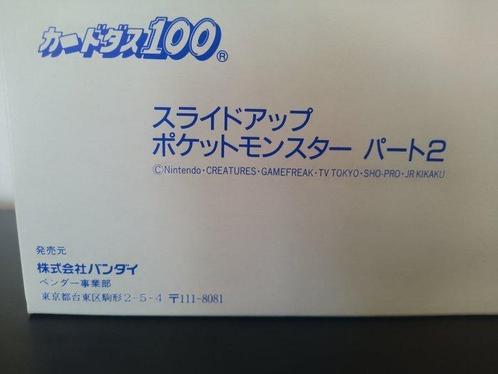 カードダス100®
スライドアップ
ポケットモンスター パート2
©Nintendo・CREATURES・GAMEFREAK・TV TOKYO・SHO-PRO・JR KIKAKU
発売元
株式会社バンダイ
ベンダー事業部
東京都台東区駒形2-5-4 〒111-8081